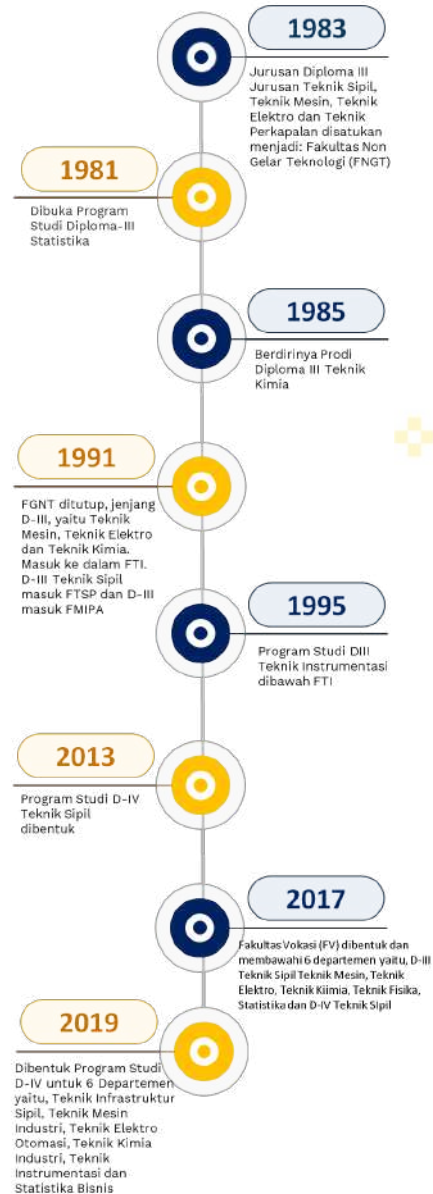 1983
Jurusan Diploma III
Jurusan Teknik Sipil,
Teknik Mesin, Teknik
Elektro dan Teknik
Perkapalan disatukan
menjadi: Fakultas Non
Gelar Teknologi (FNGT)
1981
Dibuka Program
Studi Diploma-III
Statistika
1985
Berdirinya Prodi
Diploma III Teknik
Kimia
1991
FGNT ditutup, jenjang
D-III, yaitu Teknik
Mesin, Teknik Elektro
dan Teknik Kimia.
Masuk ke dalam FTI.
D-III Teknik Sipil
masuk FTSP dan D-III
masuk FMIPA
1995
Program Studi DIII
Teknik Instrumentasi
dibawah FTI
2013
Program Studi D-IV
Teknik Sipil
dibentuk
2017
Fakultas Vokasi (FV) dibentuk dan
membawahi 6 departemen yaitu, D-III
Teknik Sipil Teknik Mesin, Teknik
Elektro, Teknik Kiimia, Teknik Fisika,
Statistika dan D-IV Teknik SIpil
2019
Dibentuk Program Studi
D-IV untuk 6 Departemen
yaitu, Teknik Infrastruktur
Sipil, Teknik Mesin
Industri, Teknik Elektro
Otomasi, Teknik Kimia
Industri, Teknik
Instrumentasi dan
Statistika Bisnis